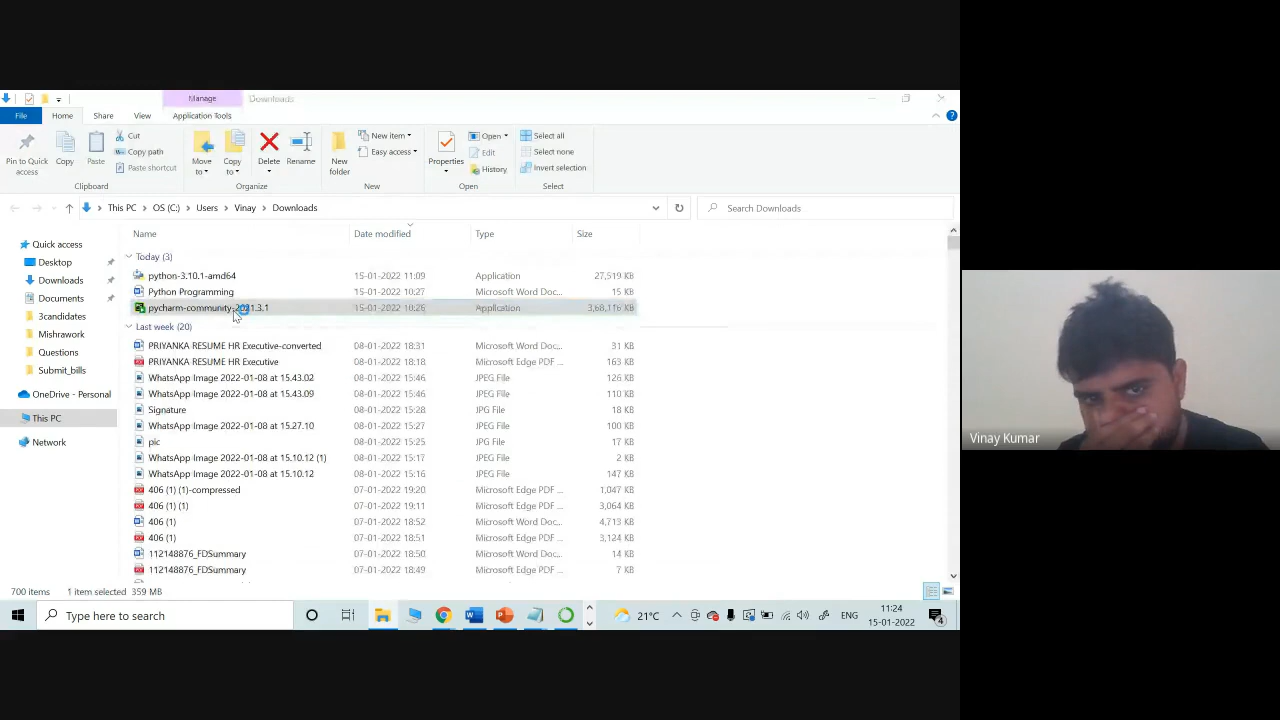 Manage Downloads
File Home Share View Application Tools
Pin to Quick access
Copy
Paste
Cut
Copy path
Paste shortcut
Clipboard
Move to
Copy to
Delete
Rename
Organize
New folder
New item
Easy access
New
Properties
Open
Edit
History
Open
Select all
Select none
Invert selection
Select
This PC > OS (C:) > Users > Vinay > Downloads
Search Downloads
Quick access
Desktop
Downloads
Documents
3candidates
Mishrawork
Questions
Submit_bills
OneDrive - Personal
This PC
Network
Name Date modified Type Size
Today (3)
python-3.10.1-amd64 15-01-2022 11:09 Application 27,519 KB
Python Programming 15-01-2022 10:27 Microsoft Word Doc... 15 KB
pycharm-community-2021.3.1 15-01-2022 10:26 Application 3,68,116 KB
Last week (20)
PRIYANKA RESUME HR Executive-converted 08-01-2022 18:31 Microsoft Word Doc... 31 KB
PRIYANKA RESUME HR Executive 08-01-2022 18:18 Microsoft Edge PDF ... 163 KB
WhatsApp Image 2022-01-08 at 15.43.02 08-01-2022 15:46 JPEG File 126 KB
WhatsApp Image 2022-01-08 at 15.43.09 08-01-2022 15:46 JPEG File 110 KB
Signature 08-01-2022 15:28 JPG File 18 KB
WhatsApp Image 2022-01-08 at 15.27.10 08-01-2022 15:27 JPEG File 100 KB
pic 08-01-2022 15:25 JPG File 17 KB
WhatsApp Image 2022-01-08 at 15.10.12 (1) 08-01-2022 15:17 JPEG File 2 KB
WhatsApp Image 2022-01-08 at 15.10.12 08-01-2022 15:16 JPEG File 147 KB
406 (1) (1)-compressed 07-01-2022 19:20 Microsoft Edge PDF ... 1,047 KB
406 (1) (1) 07-01-2022 19:11 Microsoft Edge PDF ... 3,064 KB
406 (1) 07-01-2022 18:52 Microsoft Word Doc... 4,713 KB
406 (1) 07-01-2022 18:51 Microsoft Edge PDF ... 3,124 KB
112148876_FDSummary 07-01-2022 18:50 Microsoft Word Doc... 14 KB
112148876_FDSummary 07-01-2022 18:49 Microsoft Edge PDF ... 7 KB
700 items 1 item selected 359 MB
Type here to search
21°C
ENG
11:24
15-01-2022
4
Vinay Kumar